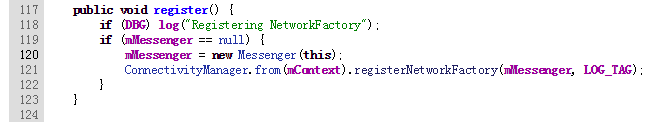 117     public void register() {
118         if (DBG) log("Registering NetworkFactory");
119         if (mMessenger == null) {
120             mMessenger = new Messenger(this);
121             ConnectivityManager.from(mContext).registerNetworkFactory(mMessenger, LOG_TAG);
122         }
123     }
124